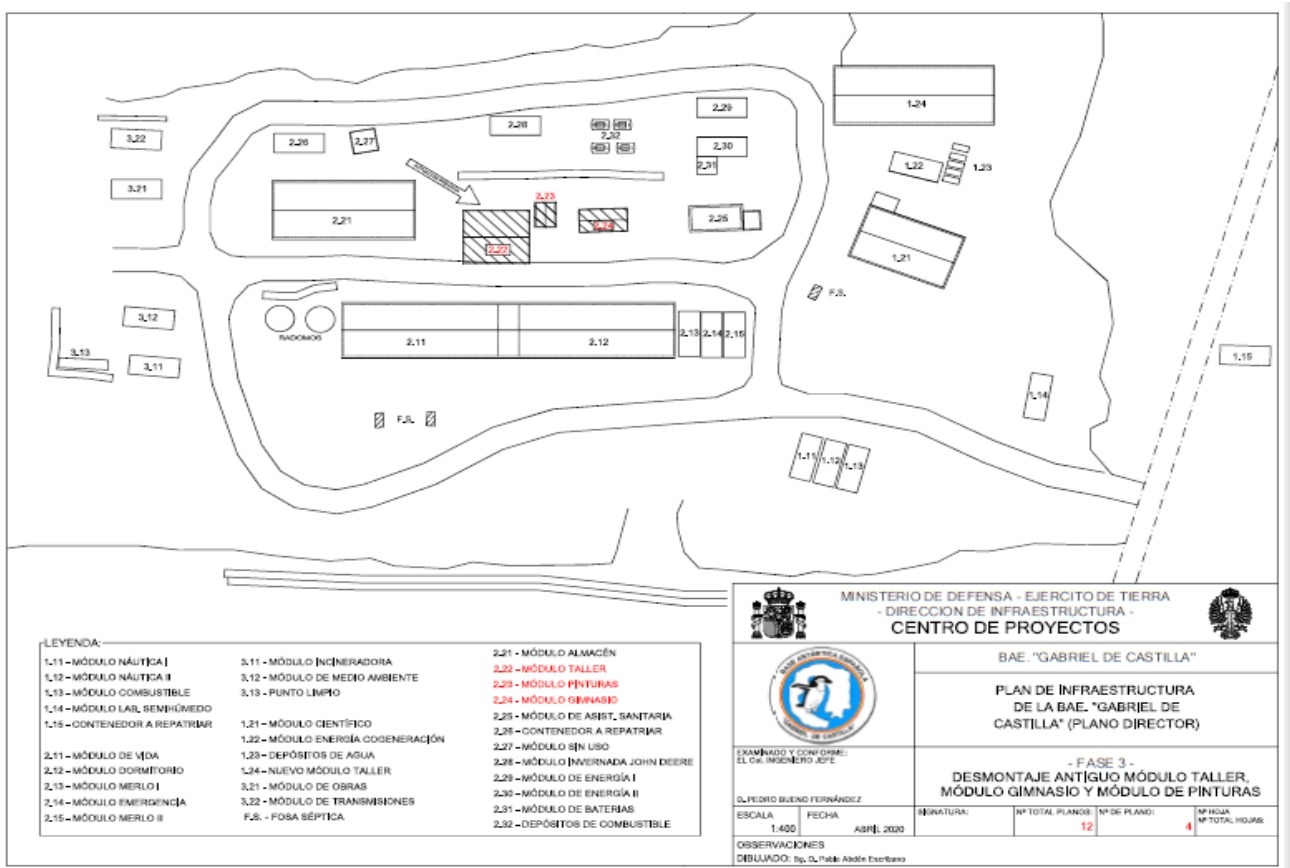 3.22
3.21
2.26
2.27
2.28
2.32
2.29
2.30
2.31
1.24
1.22
1.23
2.21
2.23
2.22
2.24
2.25
1.21
F.S.
3.12
3.13
3.11
RADOMOS
2.11
2.12
2.13
2.14
2.15
1.15
1.14
F.S.
1.11
1.12
1.13
LEYENDA:
1.11 - MÓDULO NÁUTICA I
1.12 - MÓDULO NÁUTICA II
1.13 - MÓDULO COMBUSTIBLE
1.14 - MÓDULO LAB. SEMIHÚMEDO
1.15 - CONTENEDOR A REPATRIAR
2.11 - MÓDULO DE VIDA
2.12 - MÓDULO DORMITORIO
2.13 - MÓDULO MERLO I
2.14 - MÓDULO EMERGENCIA
2.15 - MÓDULO MERLO II
3.11 - MÓDULO INCINERADORA
3.12 - MÓDULO DE MEDIO AMBIENTE
3.13 - PUNTO LIMPIO
1.21 - MÓDULO CIENTÍFICO
1.22 - MÓDULO ENERGÍA COGENERACIÓN
1.23 - DEPÓSITOS DE AGUA
1.24 - NUEVO MÓDULO TALLER
3.21 - MÓDULO DE OBRAS
3.22 - MÓDULO DE TRANSMISIONES
F.S. - FOSA SÉPTICA
2.21 - MÓDULO ALMACÉN
2.22 - MÓDULO TALLER
2.23 - MÓDULO PINTURAS
2.24 - MÓDULO GIMNASIO
2.25 - MÓDULO DE ASIST. SANITARIA
2.26 - CONTENEDOR A REPATRIAR
2.27 - MÓDULO SIN USO
2.28 - MÓDULO INVERNADA JOHN DEERE
2.29 - MÓDULO DE ENERGÍA I
2.30 - MÓDULO DE ENERGÍA II
2.31 - MÓDULO DE BATERIAS
2.32 - DEPÓSITOS DE COMBUSTIBLE
MINISTERIO DE DEFENSA - EJERCITO DE TIERRA
- DIRECCION DE INFRAESTRUCTURA -
CENTRO DE PROYECTOS
BASE ANTÁRTICA ESPAÑOLA
"GABRIEL DE CASTILLA"
BAE. "GABRIEL DE CASTILLA"
PLAN DE INFRAESTRUCTURA
DE LA BAE. "GABRIEL DE
CASTILLA" (PLANO DIRECTOR)
EXAMINADO Y CONFORME:
EL Col. INGENIERO JEFE
D. PEDRO BUENO FERNÁNDEZ
- FASE 3 -
DESMONTAJE ANTIGUO MÓDULO TALLER,
MÓDULO GIMNASIO Y MÓDULO DE PINTURAS
ESCALA
1:400
FECHA
ABRIL 2020
SIGNATURA:
Nº TOTAL PLANOS:
12
Nº DE PLANO:
4
Nº HOJA
Nº TOTAL HOJAS:
OBSERVACIONES
DIBUJADO: Sg. D. Pablo Abdón Escribano